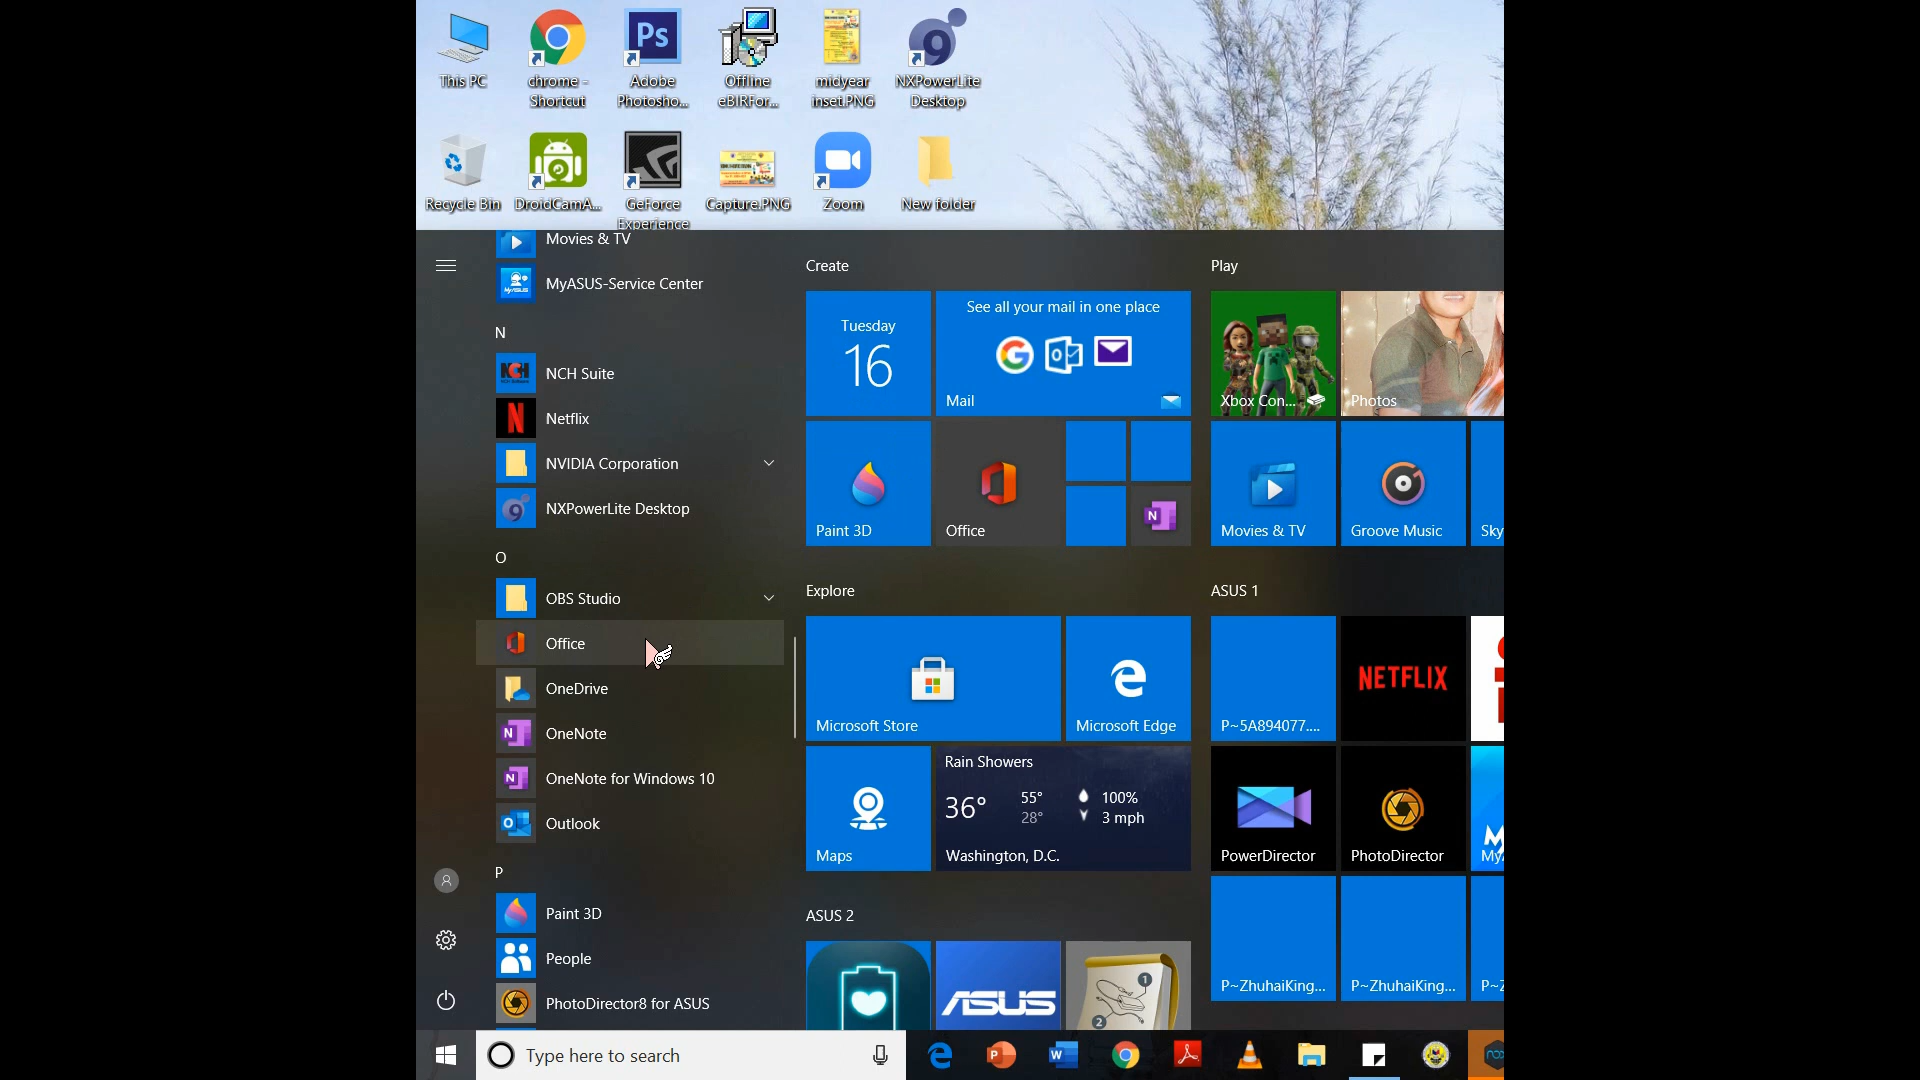 This PC
chrome -
Shortcut
Ps
Adobe
Photosho...
Offline
eBIRFor...
midyear
inset.PNG
NXPowerLite
Desktop
Recycle Bin
DroidCamA...
GeForce
Experience
Capture.PNG
Zoom
New folder
Movies & TV
MyASUS-Service Center
N
NCH Suite
Netflix
NVIDIA Corporation
NXPowerLite Desktop
O
OBS Studio
Office
OneDrive
OneNote
OneNote for Windows 10
Outlook
P
Paint 3D
People
PhotoDirector8 for ASUS
Create
Tuesday
16
See all your mail in one place
Mail
Paint 3D
Office
Explore
Microsoft Store
Microsoft Edge
Maps
Rain Showers
36°
55°
28°
100%
3 mph
Washington, D.C.
ASUS 2
ASUS
1
2
Play
Xbox Con...
Photos
Movies & TV
Groove Music
Sky
ASUS 1
P~5A894077....
NETFLIX
PowerDirector
PhotoDirector
MyA
P~ZhuhaiKing...
P~ZhuhaiKing...
P~Z
Type here to search